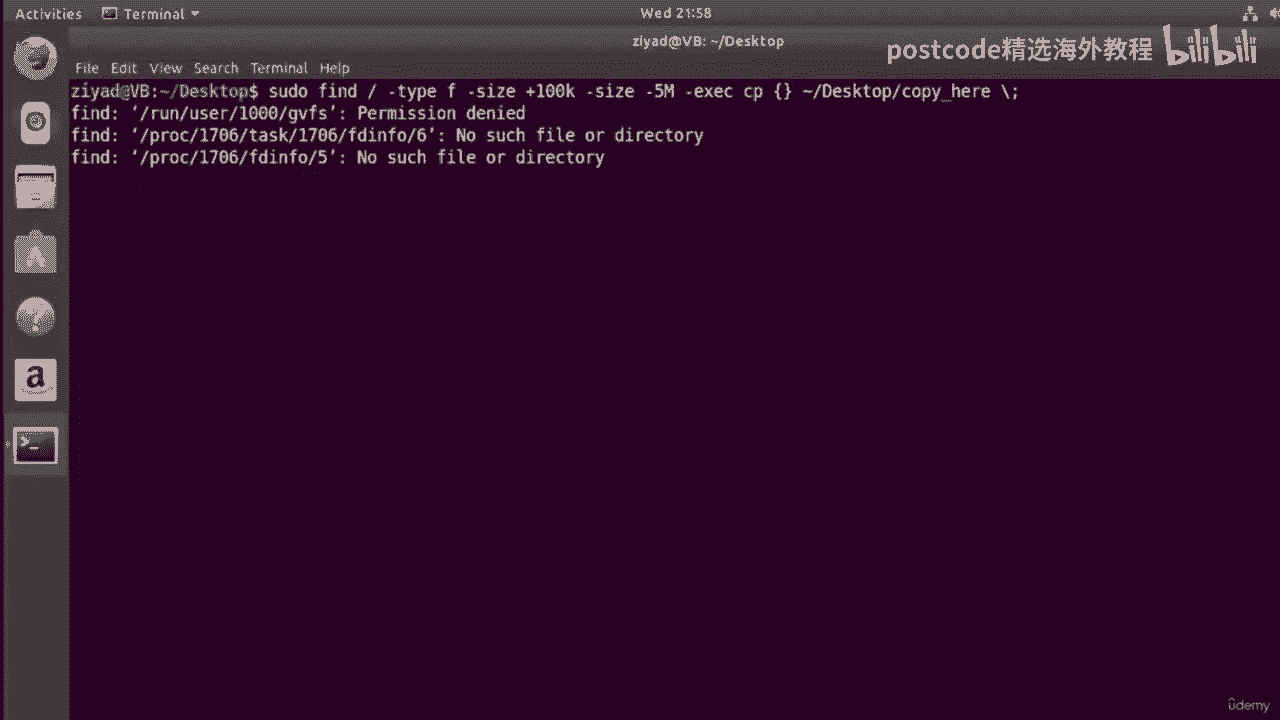 Activities Terminal Wed 21:58
ziyad@VB: ~/Desktop
postcode精选海外教程 bilibili
File Edit View Search Terminal Help
ziyad@VB:~/Desktop$ sudo find / -type f -size +100k -size -5M -exec cp {} ~/Desktop/copy_here \;
find: ‘/run/user/1000/gvfs’: Permission denied
find: ‘/proc/1706/task/1706/fdinfo/6’: No such file or directory
find: ‘/proc/1706/fdinfo/5’: No such file or directory
a
?
>_
ûdemy